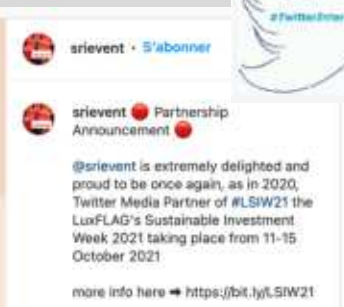 #TwitterEnter
srievent • S'abonner
srievent 🔴 Partnership
Announcement 🔴
@srievent is extremely delighted and
proud to be once again, as in 2020,
Twitter Media Partner of #LSIW21 the
LuxFLAG's Sustainable Investment
Week 2021 taking place from 11-15
October 2021
more info here ➡ https://bit.ly/LSIW21